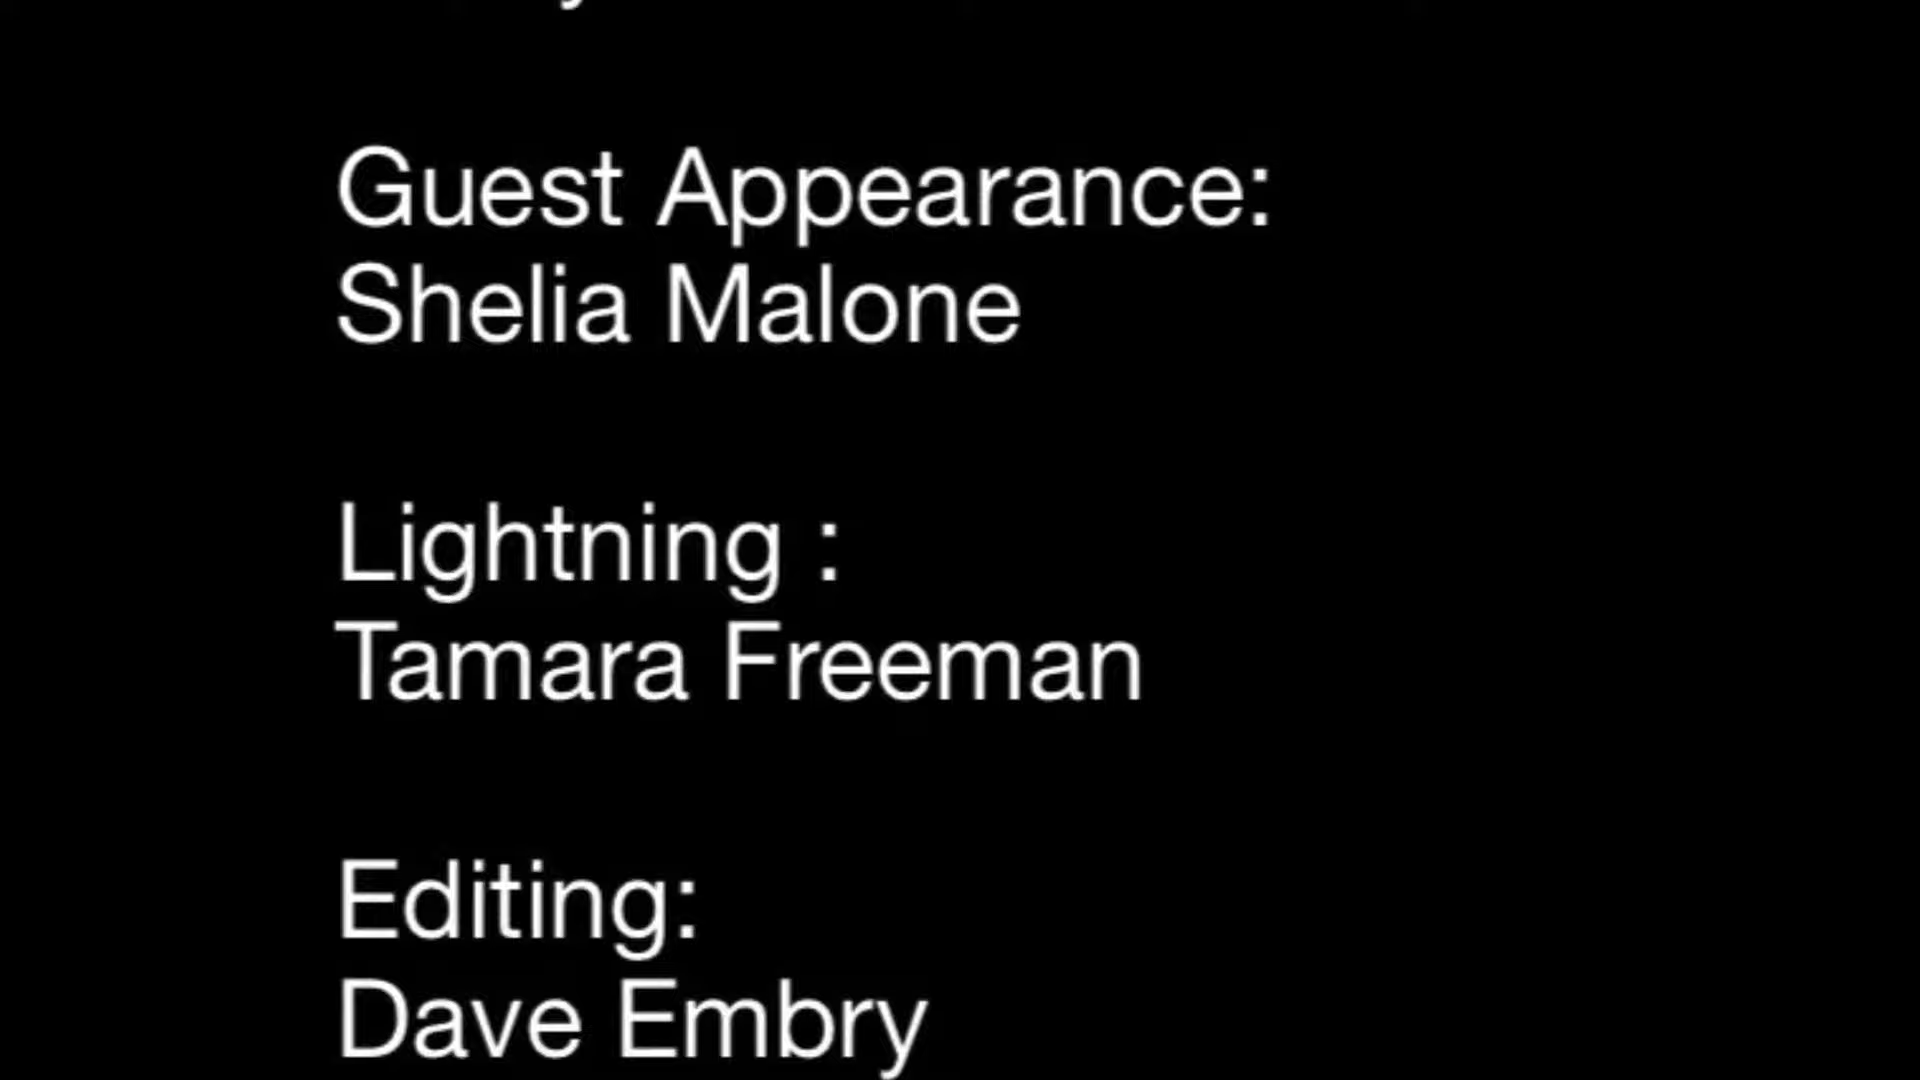 Guest Appearance:
Shelia Malone
Lightning :
Tamara Freeman
Editing:
Dave Embry